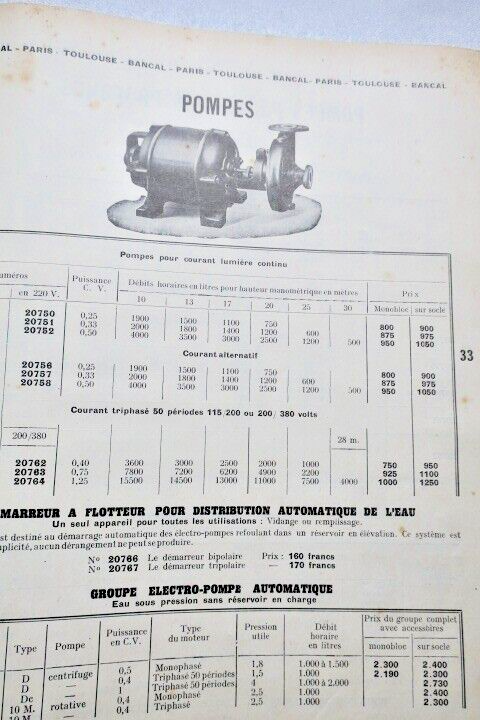 PARIS - TOULOUSE - BANCAL - PARIS - TOULOUSE - BANCAL - PARIS - TOULOUSE - BANCAL
POMPES
Pompes pour courant lumière continu
Puissance C. V. Débits horaires en litres pour hauteur manométrique en mètres Prix
en 220 V. 10 13 17 20 25 30 Monobloc sur socle
20750 0,25 1900 1500 1100 750 800 900
20751 0,33 2000 1800 1400 1200 600 875 975
20752 0,50 4000 3500 3000 2500 1200 500 950 1050
33
Courant alternatif
20756 0,25 1900 1500 1100 750 800 900
20757 0,33 2000 1800 1400 1200 600 875 975
20758 0,50 4000 3500 3000 2500 1200 500 950 1050
Courant triphasé 50 périodes 115/200 ou 200/380 volts
200/380 28 m.
20762 0,40 3600 3000 2500 2000 1000 750 950
20763 0,75 7800 7200 6200 4900 2200 925 1100
20764 1,25 15500 14500 13000 11000 7500 4000 1000 1250
MARREUR A FLOTTEUR POUR DISTRIBUTION AUTOMATIQUE DE L'EAU
Un seul appareil pour toutes les utilisations : Vidange ou remplissage.
est destiné au démarrage automatique des électro-pompes refoulant dans un réservoir en élévation. Ce système est
plicité, aucun dérangement ne peut se produire.
Nº 20766 Le démarreur bipolaire Prix : 160 francs
Nº 20767 Le démarreur tripolaire — 170 francs
GROUPE ELECTRO-POMPE AUTOMATIQUE
Eau sous pression sans réservoir en charge
Type Pompe Puissance en C.V. Type du moteur Pression utile Débit horaire en litres Prix du groupe complet avec accessoires
monobloc sur socle
D centrifuge 0,5 Monophasé 1,8 1.000 à 1.500 2.300 2.400
D — 0,4 Triphasé 50 périodes 1,5 1.000 2.190 2.300
Dc — 1 Triphasé 50 périodes 4 1.000 à 2.000 2.730
10 M. rotative 0,4 Monophasé 2,5 1.000 2.400
10 M. — 0,4 Triphasé 2,5 1.000 2.300